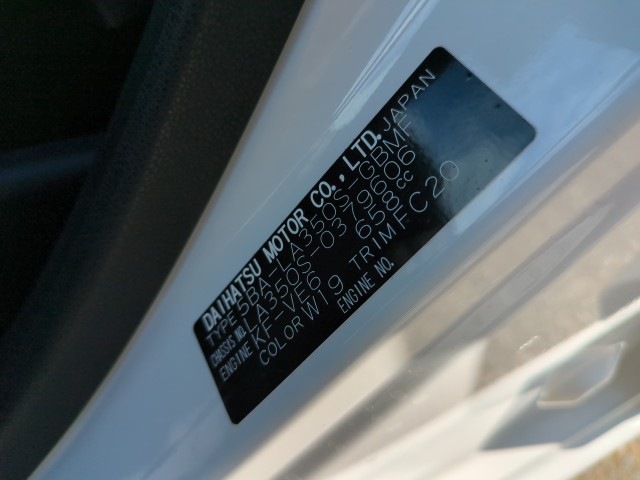 DAIHATSU MOTOR CO., LTD. JAPAN
TYPE 5BA-LA350S-GBMF
CHASSIS NO. LA350S-0379606
ENGINE KF-VE6 658cc
COLOR W19 TRIM FC20
ENGINE NO.